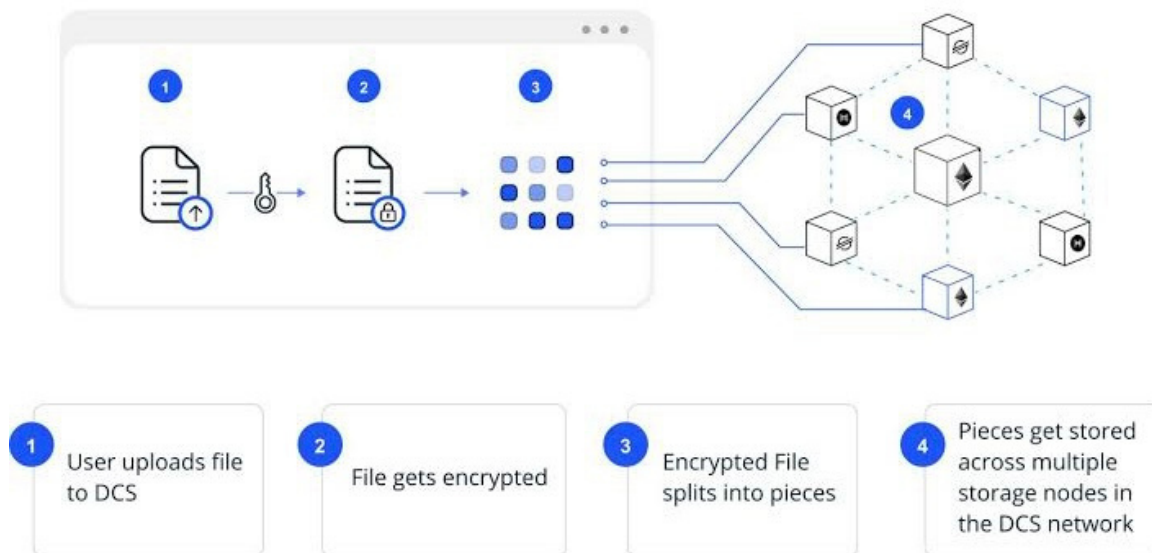 1
2
3
4
1
User uploads file
to DCS
2
File gets encrypted
3
Encrypted File
splits into pieces
4
Pieces get stored
across multiple
storage nodes in
the DCS network